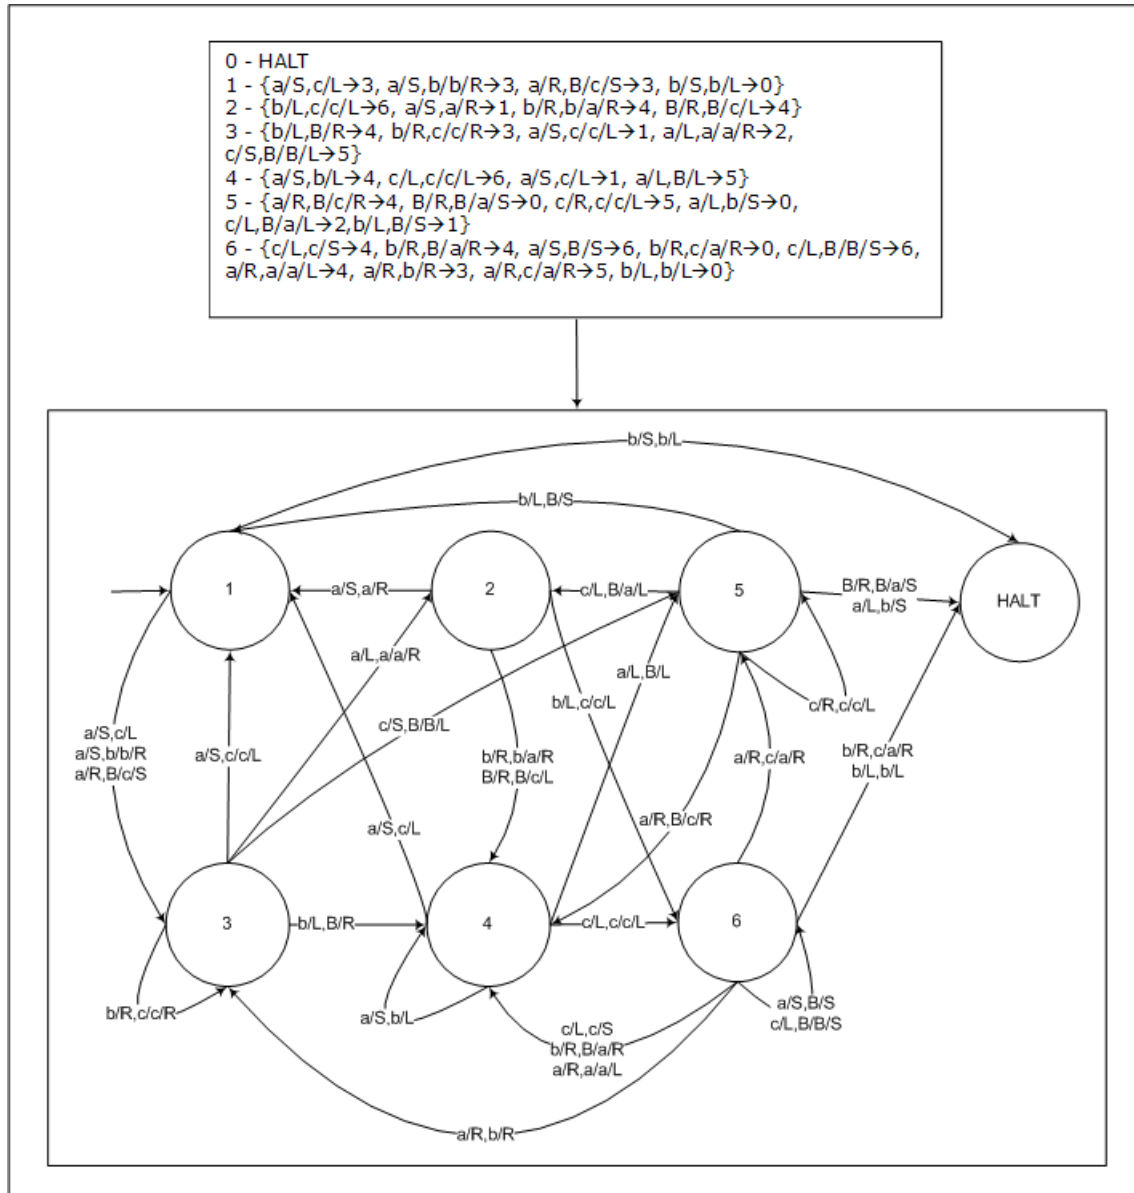 0 - HALT
1 - {a/S,c/L→3, a/S,b/b/R→3, a/R,B/c/S→3, b/S,b/L→0}
2 - {b/L,c/c/L→6, a/S,a/R→1, b/R,b/a/R→4, B/R,B/c/L→4}
3 - {b/L,B/R→4, b/R,c/c/R→3, a/S,c/c/L→1, a/L,a/a/R→2,
c/S,B/B/L→5}
4 - {a/S,b/L→4, c/L,c/c/L→6, a/S,c/L→1, a/L,B/L→5}
5 - {a/R,B/c/R→4, B/R,B/a/S→0, c/R,c/c/L→5, a/L,b/S→0,
c/L,B/a/L→2,b/L,B/S→1}
6 - {c/L,c/S→4, b/R,B/a/R→4, a/S,B/S→6, b/R,c/a/R→0, c/L,B/B/S→6,
a/R,a/a/L→4, a/R,b/R→3, a/R,c/a/R→5, b/L,b/L→0}
b/S,b/L
b/L,B/S
1
a/S,a/R
2
c/L,B/a/L
5
B/R,B/a/S
a/L,b/S
HALT
a/L,a/a/R
a/L,B/L
b/L,c/c/L
c/R,c/c/L
c/S,B/B/L
a/S,c/L
a/S,b/b/R
a/R,B/c/S
a/S,c/c/L
b/R,b/a/R
B/R,B/c/L
a/R,c/a/R
b/R,c/a/R
b/L,b/L
a/S,c/L
a/R,B/c/R
3
b/L,B/R
4
c/L,c/c/L
6
b/R,c/c/R
a/S,b/L
c/L,c/S
b/R,B/a/R
a/R,a/a/L
a/S,B/S
c/L,B/B/S
a/R,b/R